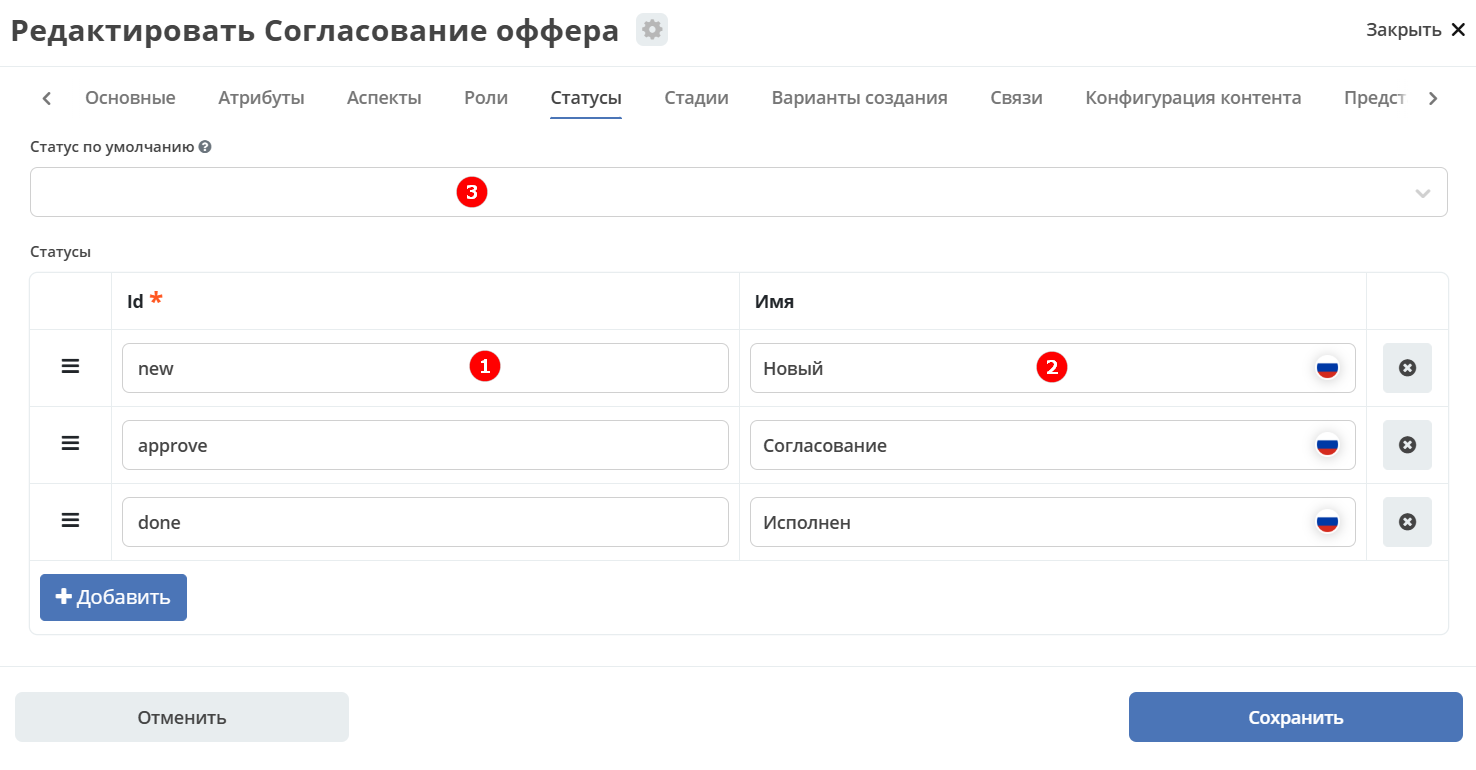 Редактировать Согласование оффера
Закрыть
Основные Атрибуты Аспекты Роли Статусы Стадии Варианты создания Связи Конфигурация контента Предст
Статус по умолчанию ?
3
Статусы
Id * Имя
new 1 Новый 2
approve Согласование
done Исполнен
+ Добавить
Отменить Сохранить